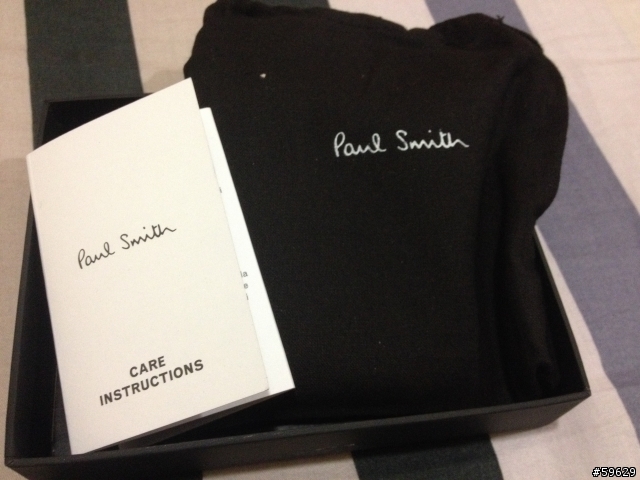 Paul Smith
Paul Smith
CARE
INSTRUCTIONS
#59629